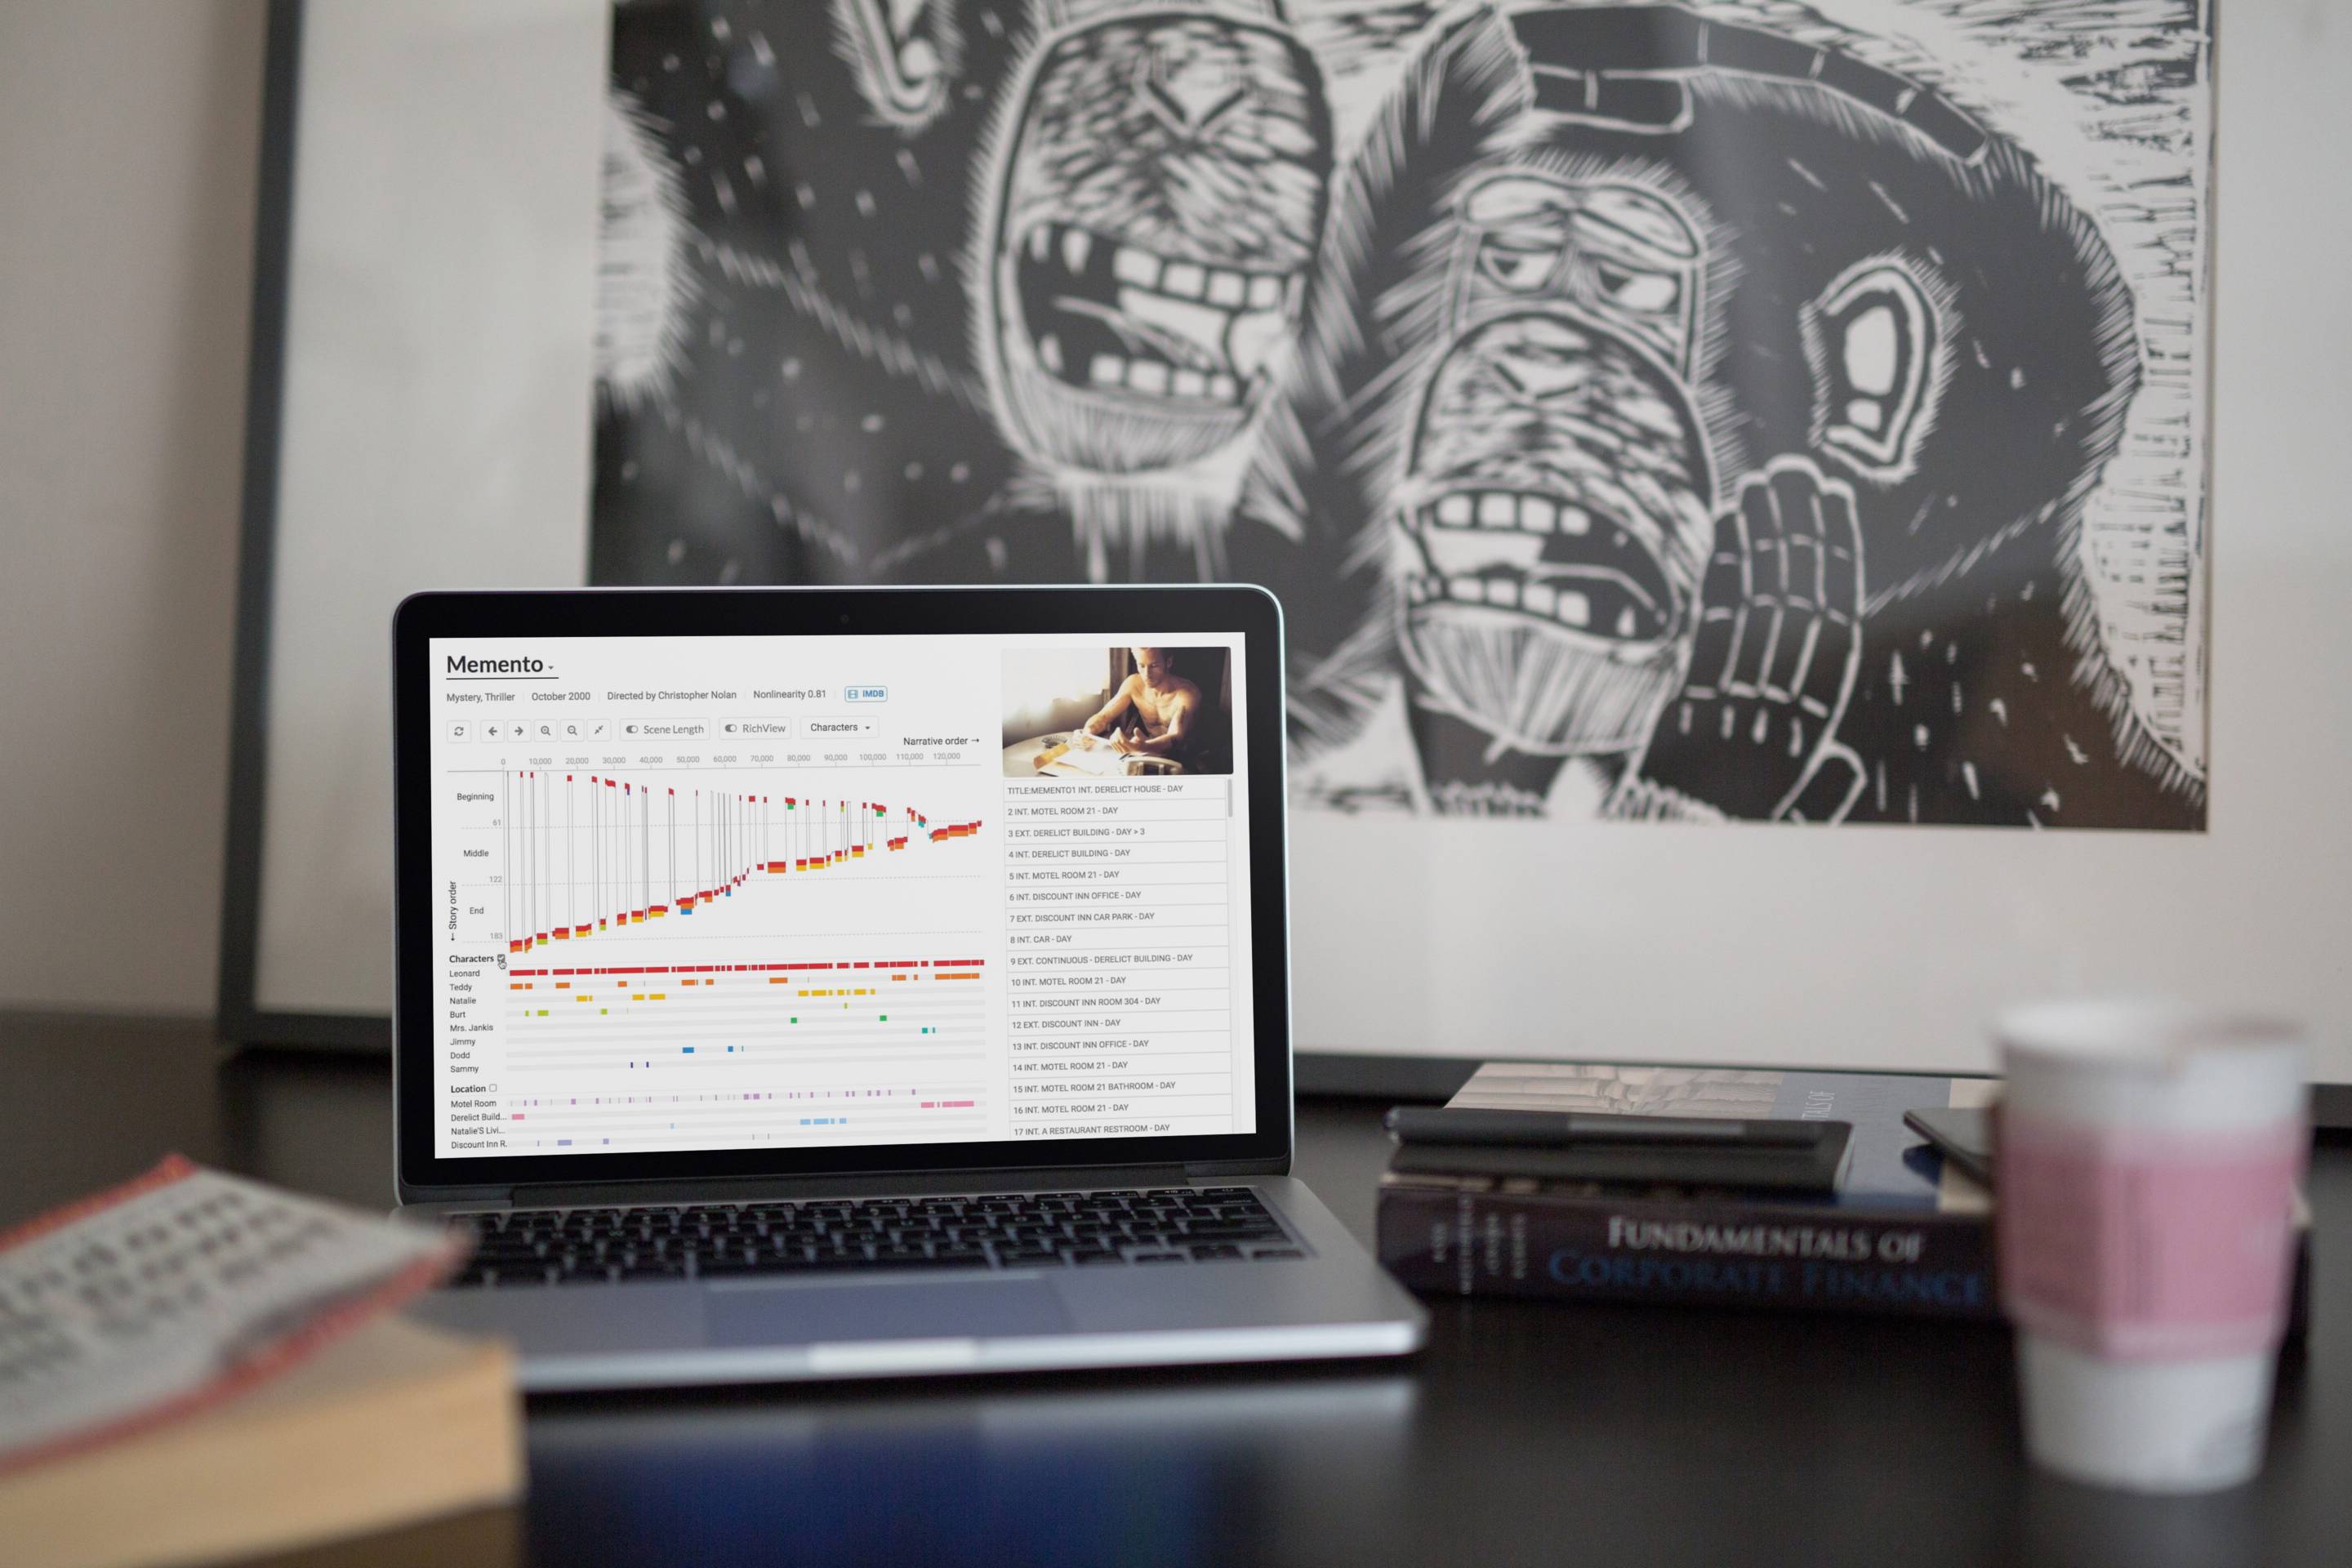 Memento
Mystery, Thriller October 2000 Directed by Christopher Nolan Nonlinearity 0.81 iMDB
Scene Length RichView Characters
Narrative order →
0 10,000 20,000 30,000 40,000 50,000 60,000 70,000 80,000 90,000 100,000 110,000 120,000
Beginning
61
Middle
122
End
183
← Story order
Characters
Leonard
Teddy
Natalie
Burt
Mrs. Jankis
Jimmy
Dodd
Sammy
Location
Motel Room
Derelict Build...
Natalie'S Livi...
Discount Inn R.
TITLE:MEMENTO1 INT. DERELICT HOUSE - DAY
2 INT. MOTEL ROOM 21 - DAY
3 EXT. DERELICT BUILDING - DAY > 3
4 INT. DERELICT BUILDING - DAY
5 INT. MOTEL ROOM 21 - DAY
6 INT. DISCOUNT INN OFFICE - DAY
7 EXT. DISCOUNT INN CAR PARK - DAY
8 INT. CAR - DAY
9 EXT. CONTINUOUS - DERELICT BUILDING - DAY
10 INT. MOTEL ROOM 21 - DAY
11 INT. DISCOUNT INN ROOM 304 - DAY
12 EXT. DISCOUNT INN - DAY
13 INT. DISCOUNT INN OFFICE - DAY
14 INT. MOTEL ROOM 21 - DAY
15 INT. MOTEL ROOM 21 BATHROOM - DAY
16 INT. MOTEL ROOM 21 - DAY
17 INT. A RESTAURANT RESTROOM - DAY
FUNDAMENTALS OF
CORPORATE FINANCE